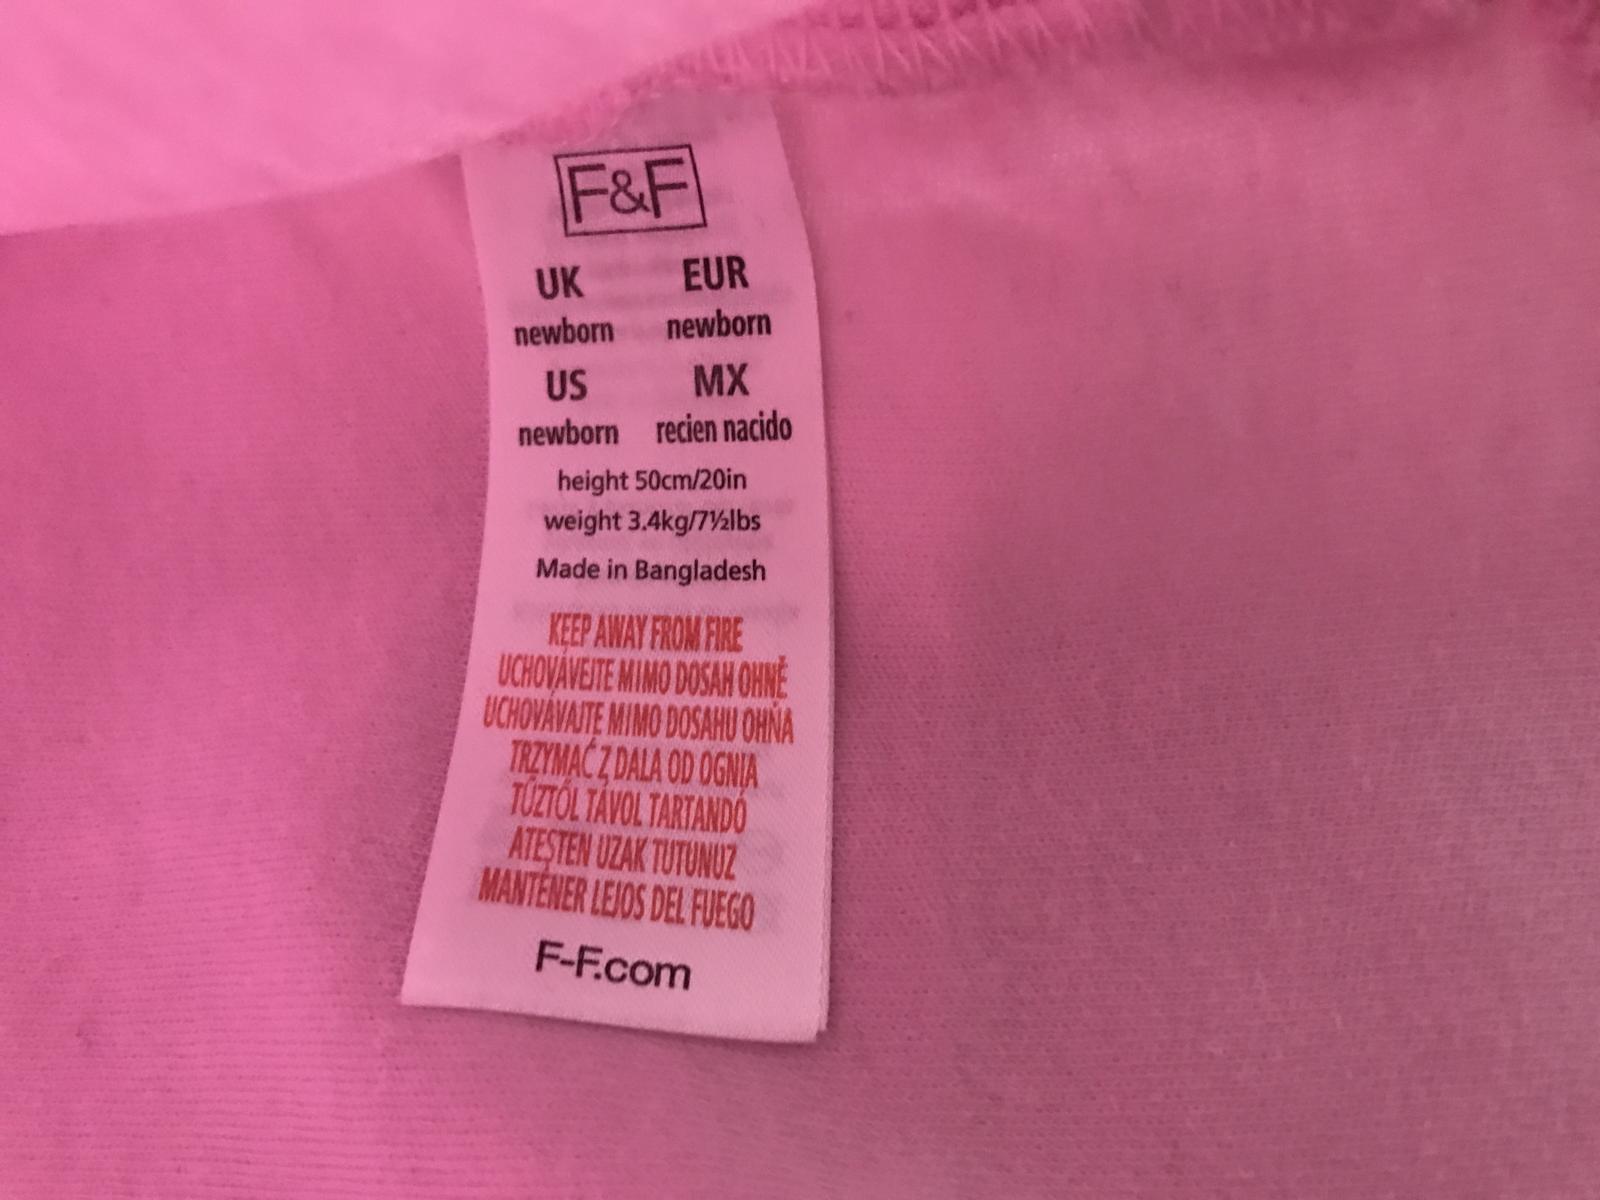 F&F
UK EUR
newborn newborn
US MX
newborn recien nacido
height 50cm/20in
weight 3.4kg/7½lbs
Made in Bangladesh
KEEP AWAY FROM FIRE
UCHOVÁVEJTE MIMO DOSAH OHNĚ
UCHOVÁVAJTE MIMO DOSAHU OHŇA
TRZYMAĆ Z DALA OD OGNIA
TŰZTŐL TÁVOL TARTANDÓ
ATEŞTEN UZAK TUTUNUZ
MANTÉNER LEJOS DEL FUEGO
F-F.com